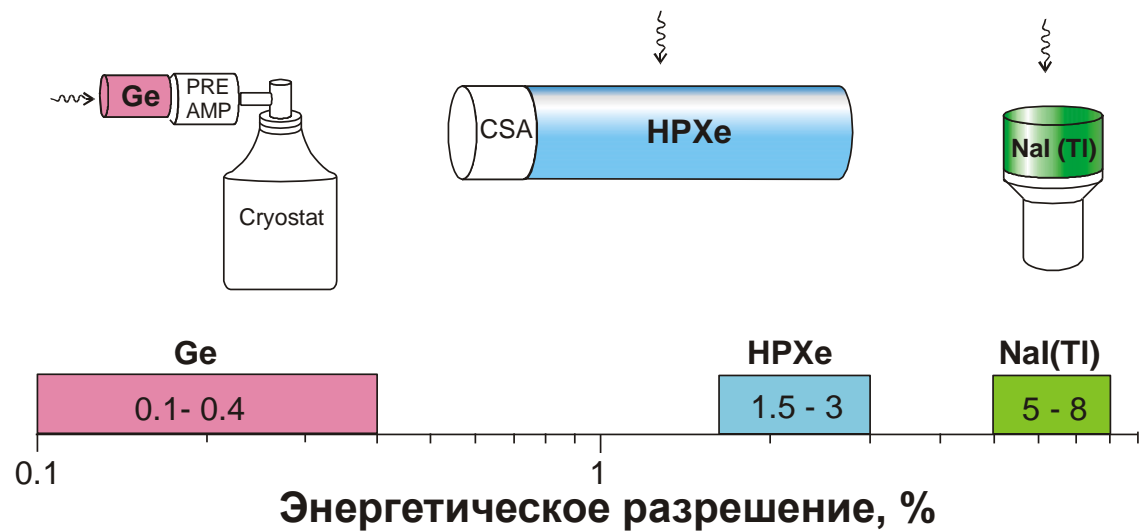 Ge
PRE
AMP
Cryostat
CSA
HPXe
NaI (Tl)
Ge
HPXe
NaI(Tl)
0.1- 0.4
1.5 - 3
5 - 8
0.1
1
Энергетическое разрешение, %